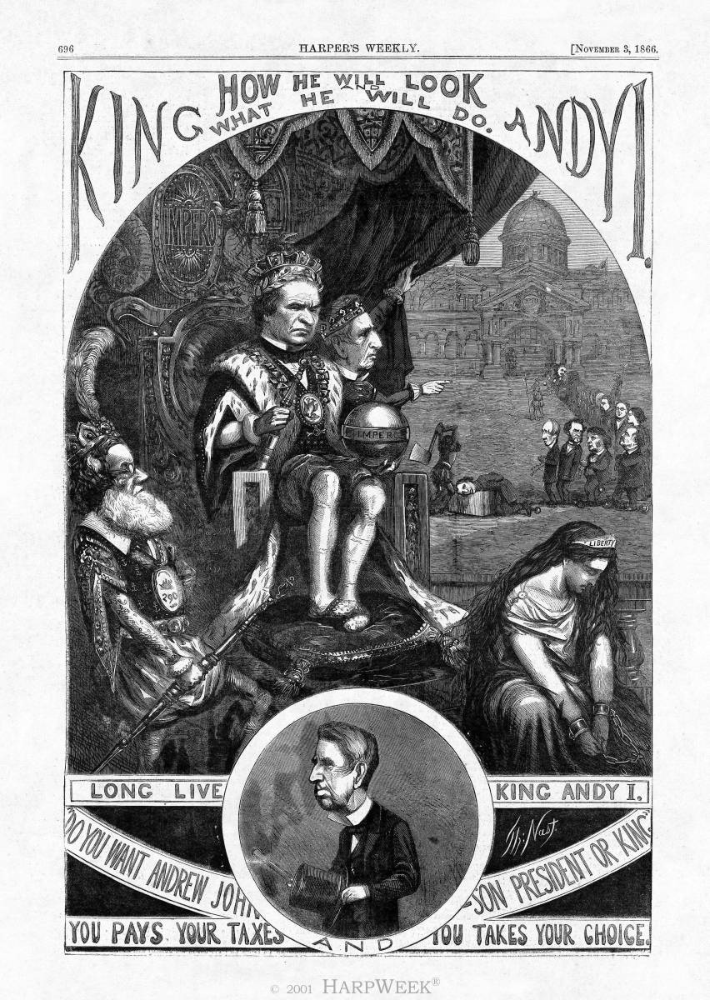 696
HARPER'S WEEKLY.
[NOVEMBER 3, 1866.
KING ANDY I.
HOW HE WILL LOOK
AND
WHAT HE WILL DO.
IMPERO
IMPERO
290
LIBERTY
LONG LIVE KING ANDY I.
Th: Nast.
"DO YOU WANT ANDREW JOHN-SON PRESIDENT OR KING."
YOU PAYS YOUR TAXES AND YOU TAKES YOUR CHOICE.
© 2001 HARPWEEK®